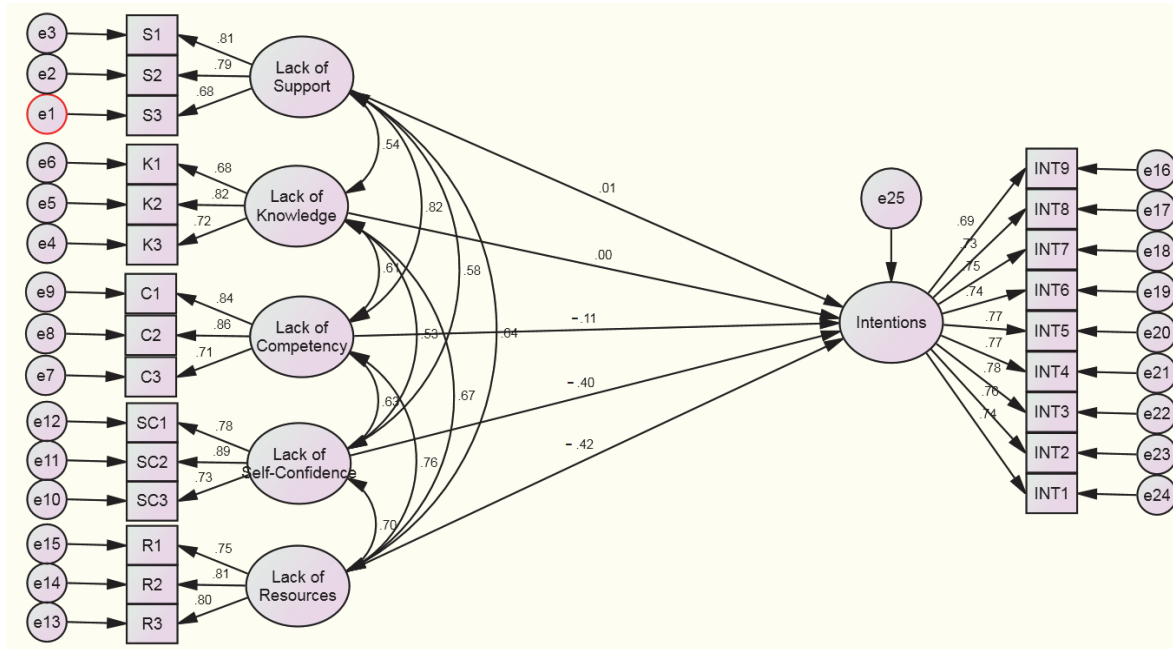 e3
S1
.81
e2
S2
.79
e1
S3
.68
Lack of
Support
e6
K1
.68
e5
K2
.82
e4
K3
.72
Lack of
Knowledge
e9
C1
.84
e8
C2
.86
e7
C3
.71
Lack of
Competency
e12
SC1
.78
e11
SC2
.89
e10
SC3
.73
Lack of
Self-Confidence
e15
R1
.75
e14
R2
.81
e13
R3
.80
Lack of
Resources
.54
.82
.61
.58
.53
.64
.63
.67
.76
.70
.01
.00
-.11
-.40
-.42
e25
Intentions
.69
.73
.75
.74
.77
.77
.78
.76
.74
INT9
e16
INT8
e17
INT7
e18
INT6
e19
INT5
e20
INT4
e21
INT3
e22
INT2
e23
INT1
e24